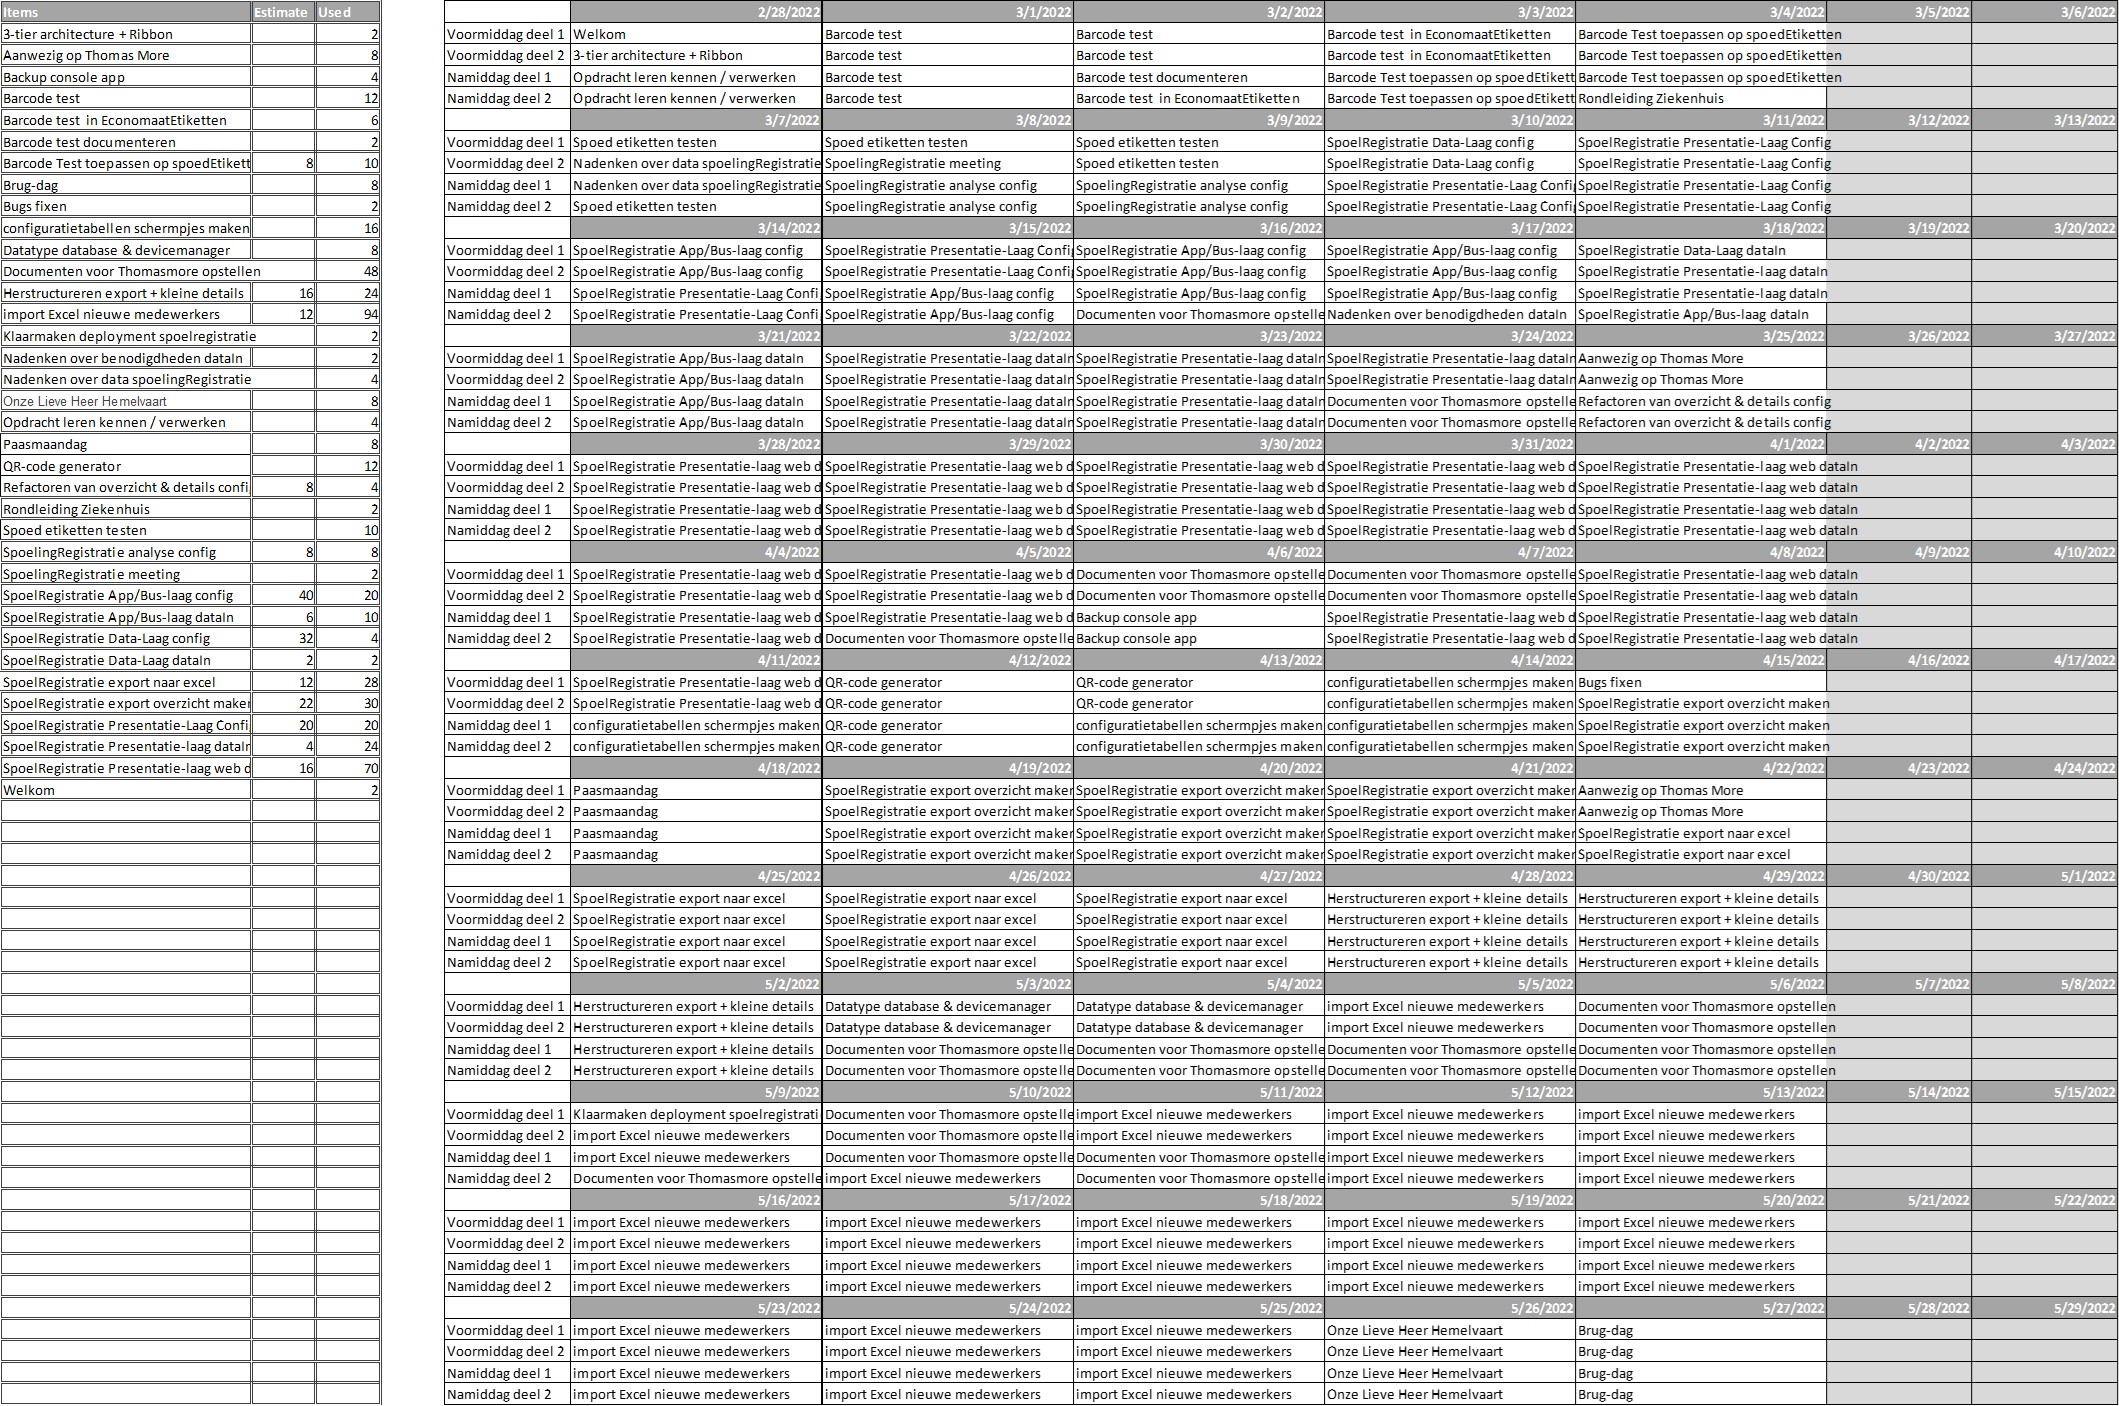 Items Estimate Used
3-tier architecture + Ribbon 2
Aanwezig op Thomas More 8
Backup console app 4
Barcode test 12
Barcode test in EconomaatEtiketten 6
Barcode test documenteren 2
Barcode Test toepassen op spoedEtikett 8 10
Brug-dag 8
Bugs fixen 2
configuratietabellen schermpjes maken 16
Datatype database & devicemanager 8
Documenten voor Thomasmore opstellen 48
Herstructureren export + kleine details 16 24
import Excel nieuwe medewerkers 12 94
Klaarmaken deployment spoelregistratie 2
Nadenken over benodigdheden dataIn 2
Nadenken over data spoelingRegistratie 4
Onze Lieve Heer Hemelvaart 8
Opdracht leren kennen / verwerken 4
Paasmaandag 8
QR-code generator 12
Refactoren van overzicht & details confi 8 4
Rondleiding Ziekenhuis 2
Spoed etiketten testen 10
SpoelingRegistratie analyse config 8 8
SpoelingRegistratie meeting 2
SpoelRegistratie App/Bus-laag config 40 20
SpoelRegistratie App/Bus-laag dataIn 6 10
SpoelRegistratie Data-Laag config 32 4
SpoelRegistratie Data-Laag dataIn 2 2
SpoelRegistratie export naar excel 12 28
SpoelRegistratie export overzicht maker 22 30
SpoelRegistratie Presentatie-Laag Confi 20 20
SpoelRegistratie Presentatie-laag dataIr 4 24
SpoelRegistratie Presentatie-laag web d 16 70
Welkom 2
2/28/2022 3/1/2022 3/2/2022 3/3/2022 3/4/2022 3/5/2022 3/6/2022
Voormiddag deel 1 Welkom Barcode test Barcode test Barcode test in EconomaatEtiketten Barcode Test toepassen op spoedEtiketten
Voormiddag deel 2 3-tier architecture + Ribbon Barcode test Barcode test Barcode test in EconomaatEtiketten Barcode Test toepassen op spoedEtiketten
Namiddag deel 1 Opdracht leren kennen / verwerken Barcode test Barcode test documenteren Barcode Test toepassen op spoedEtikett Barcode Test toepassen op spoedEtiketten
Namiddag deel 2 Opdracht leren kennen / verwerken Barcode test Barcode test in EconomaatEtiketten Barcode Test toepassen op spoedEtikett Rondleiding Ziekenhuis
3/7/2022 3/8/2022 3/9/2022 3/10/2022 3/11/2022 3/12/2022 3/13/2022
Voormiddag deel 1 Spoed etiketten testen Spoed etiketten testen Spoed etiketten testen SpoelRegistratie Data-Laag config SpoelRegistratie Presentatie-Laag Config
Voormiddag deel 2 Nadenken over data spoelingRegistratie SpoelingRegistratie meeting Spoed etiketten testen SpoelRegistratie Data-Laag config SpoelRegistratie Presentatie-Laag Config
Namiddag deel 1 Nadenken over data spoelingRegistratie SpoelingRegistratie analyse config SpoelingRegistratie analyse config SpoelRegistratie Presentatie-Laag Confi SpoelRegistratie Presentatie-Laag Config
Namiddag deel 2 Spoed etiketten testen SpoelingRegistratie analyse config SpoelingRegistratie analyse config SpoelRegistratie Presentatie-Laag Confi SpoelRegistratie Presentatie-Laag Config
3/14/2022 3/15/2022 3/16/2022 3/17/2022 3/18/2022 3/19/2022 3/20/2022
Voormiddag deel 1 SpoelRegistratie App/Bus-laag config SpoelRegistratie Presentatie-Laag Confi SpoelRegistratie App/Bus-laag config SpoelRegistratie App/Bus-laag config SpoelRegistratie Data-Laag dataIn
Voormiddag deel 2 SpoelRegistratie App/Bus-laag config SpoelRegistratie Presentatie-Laag Confi SpoelRegistratie App/Bus-laag config SpoelRegistratie App/Bus-laag config SpoelRegistratie Presentatie-laag dataIn
Namiddag deel 1 SpoelRegistratie Presentatie-Laag Confi SpoelRegistratie App/Bus-laag config SpoelRegistratie App/Bus-laag config SpoelRegistratie App/Bus-laag config SpoelRegistratie Presentatie-laag dataIn
Namiddag deel 2 SpoelRegistratie Presentatie-Laag Confi SpoelRegistratie App/Bus-laag config Documenten voor Thomasmore opstelle Nadenken over benodigdheden dataIn SpoelRegistratie App/Bus-laag dataIn
3/21/2022 3/22/2022 3/23/2022 3/24/2022 3/25/2022 3/26/2022 3/27/2022
Voormiddag deel 1 SpoelRegistratie App/Bus-laag dataIn SpoelRegistratie Presentatie-laag dataIn SpoelRegistratie Presentatie-laag dataIn SpoelRegistratie Presentatie-laag dataIn Aanwezig op Thomas More
Voormiddag deel 2 SpoelRegistratie App/Bus-laag dataIn SpoelRegistratie Presentatie-laag dataIn SpoelRegistratie Presentatie-laag dataIn SpoelRegistratie Presentatie-laag dataIn Aanwezig op Thomas More
Namiddag deel 1 SpoelRegistratie App/Bus-laag dataIn SpoelRegistratie Presentatie-laag dataIn SpoelRegistratie Presentatie-laag dataIn Documenten voor Thomasmore opstelle Refactoren van overzicht & details config
Namiddag deel 2 SpoelRegistratie App/Bus-laag dataIn SpoelRegistratie Presentatie-laag dataIn SpoelRegistratie Presentatie-laag dataIn Documenten voor Thomasmore opstelle Refactoren van overzicht & details config
3/28/2022 3/29/2022 3/30/2022 3/31/2022 4/1/2022 4/2/2022 4/3/2022
Voormiddag deel 1 SpoelRegistratie Presentatie-laag web d SpoelRegistratie Presentatie-laag web d SpoelRegistratie Presentatie-laag web d SpoelRegistratie Presentatie-laag web d SpoelRegistratie Presentatie-laag web dataIn
Voormiddag deel 2 SpoelRegistratie Presentatie-laag web d SpoelRegistratie Presentatie-laag web d SpoelRegistratie Presentatie-laag web d SpoelRegistratie Presentatie-laag web d SpoelRegistratie Presentatie-laag web dataIn
Namiddag deel 1 SpoelRegistratie Presentatie-laag web d SpoelRegistratie Presentatie-laag web d SpoelRegistratie Presentatie-laag web d SpoelRegistratie Presentatie-laag web d SpoelRegistratie Presentatie-laag web dataIn
Namiddag deel 2 SpoelRegistratie Presentatie-laag web d SpoelRegistratie Presentatie-laag web d SpoelRegistratie Presentatie-laag web d SpoelRegistratie Presentatie-laag web d SpoelRegistratie Presentatie-laag web dataIn
4/4/2022 4/5/2022 4/6/2022 4/7/2022 4/8/2022 4/9/2022 4/10/2022
Voormiddag deel 1 SpoelRegistratie Presentatie-laag web d SpoelRegistratie Presentatie-laag web d Documenten voor Thomasmore opstelle Documenten voor Thomasmore opstelle SpoelRegistratie Presentatie-laag web dataIn
Voormiddag deel 2 SpoelRegistratie Presentatie-laag web d SpoelRegistratie Presentatie-laag web d Documenten voor Thomasmore opstelle Documenten voor Thomasmore opstelle SpoelRegistratie Presentatie-laag web dataIn
Namiddag deel 1 SpoelRegistratie Presentatie-laag web d SpoelRegistratie Presentatie-laag web d Backup console app SpoelRegistratie Presentatie-laag web d SpoelRegistratie Presentatie-laag web dataIn
Namiddag deel 2 SpoelRegistratie Presentatie-laag web d Documenten voor Thomasmore opstelle Backup console app SpoelRegistratie Presentatie-laag web d SpoelRegistratie Presentatie-laag web dataIn
4/11/2022 4/12/2022 4/13/2022 4/14/2022 4/15/2022 4/16/2022 4/17/2022
Voormiddag deel 1 SpoelRegistratie Presentatie-laag web d QR-code generator QR-code generator configuratietabellen schermpjes maken Bugs fixen
Voormiddag deel 2 SpoelRegistratie Presentatie-laag web d QR-code generator QR-code generator configuratietabellen schermpjes maken SpoelRegistratie export overzicht maken
Namiddag deel 1 configuratietabellen schermpjes maken QR-code generator configuratietabellen schermpjes maken configuratietabellen schermpjes maken SpoelRegistratie export overzicht maken
Namiddag deel 2 configuratietabellen schermpjes maken QR-code generator configuratietabellen schermpjes maken configuratietabellen schermpjes maken SpoelRegistratie export overzicht maken
4/18/2022 4/19/2022 4/20/2022 4/21/2022 4/22/2022 4/23/2022 4/24/2022
Voormiddag deel 1 Paasmaandag SpoelRegistratie export overzicht maker SpoelRegistratie export overzicht maker SpoelRegistratie export overzicht maker Aanwezig op Thomas More
Voormiddag deel 2 Paasmaandag SpoelRegistratie export overzicht maker SpoelRegistratie export overzicht maker SpoelRegistratie export overzicht maker Aanwezig op Thomas More
Namiddag deel 1 Paasmaandag SpoelRegistratie export overzicht maker SpoelRegistratie export overzicht maker SpoelRegistratie export overzicht maker SpoelRegistratie export naar excel
Namiddag deel 2 Paasmaandag SpoelRegistratie export overzicht maker SpoelRegistratie export overzicht maker SpoelRegistratie export overzicht maker SpoelRegistratie export naar excel
4/25/2022 4/26/2022 4/27/2022 4/28/2022 4/29/2022 4/30/2022 5/1/2022
Voormiddag deel 1 SpoelRegistratie export naar excel SpoelRegistratie export naar excel SpoelRegistratie export naar excel Herstructureren export + kleine details Herstructureren export + kleine details
Voormiddag deel 2 SpoelRegistratie export naar excel SpoelRegistratie export naar excel SpoelRegistratie export naar excel Herstructureren export + kleine details Herstructureren export + kleine details
Namiddag deel 1 SpoelRegistratie export naar excel SpoelRegistratie export naar excel SpoelRegistratie export naar excel Herstructureren export + kleine details Herstructureren export + kleine details
Namiddag deel 2 SpoelRegistratie export naar excel SpoelRegistratie export naar excel SpoelRegistratie export naar excel Herstructureren export + kleine details Herstructureren export + kleine details
5/2/2022 5/3/2022 5/4/2022 5/5/2022 5/6/2022 5/7/2022 5/8/2022
Voormiddag deel 1 Herstructureren export + kleine details Datatype database & devicemanager Datatype database & devicemanager import Excel nieuwe medewerkers Documenten voor Thomasmore opstellen
Voormiddag deel 2 Herstructureren export + kleine details Datatype database & devicemanager Datatype database & devicemanager import Excel nieuwe medewerkers Documenten voor Thomasmore opstellen
Namiddag deel 1 Herstructureren export + kleine details Documenten voor Thomasmore opstelle Documenten voor Thomasmore opstelle Documenten voor Thomasmore opstelle Documenten voor Thomasmore opstellen
Namiddag deel 2 Herstructureren export + kleine details Documenten voor Thomasmore opstelle Documenten voor Thomasmore opstelle Documenten voor Thomasmore opstelle Documenten voor Thomasmore opstellen
5/9/2022 5/10/2022 5/11/2022 5/12/2022 5/13/2022 5/14/2022 5/15/2022
Voormiddag deel 1 Klaarmaken deployment spoelregistrati Documenten voor Thomasmore opstelle import Excel nieuwe medewerkers import Excel nieuwe medewerkers import Excel nieuwe medewerkers
Voormiddag deel 2 import Excel nieuwe medewerkers Documenten voor Thomasmore opstelle import Excel nieuwe medewerkers import Excel nieuwe medewerkers import Excel nieuwe medewerkers
Namiddag deel 1 import Excel nieuwe medewerkers Documenten voor Thomasmore opstelle Documenten voor Thomasmore opstelle import Excel nieuwe medewerkers import Excel nieuwe medewerkers
Namiddag deel 2 Documenten voor Thomasmore opstelle import Excel nieuwe medewerkers Documenten voor Thomasmore opstelle import Excel nieuwe medewerkers import Excel nieuwe medewerkers
5/16/2022 5/17/2022 5/18/2022 5/19/2022 5/20/2022 5/21/2022 5/22/2022
Voormiddag deel 1 import Excel nieuwe medewerkers import Excel nieuwe medewerkers import Excel nieuwe medewerkers import Excel nieuwe medewerkers import Excel nieuwe medewerkers
Voormiddag deel 2 import Excel nieuwe medewerkers import Excel nieuwe medewerkers import Excel nieuwe medewerkers import Excel nieuwe medewerkers import Excel nieuwe medewerkers
Namiddag deel 1 import Excel nieuwe medewerkers import Excel nieuwe medewerkers import Excel nieuwe medewerkers import Excel nieuwe medewerkers import Excel nieuwe medewerkers
Namiddag deel 2 import Excel nieuwe medewerkers import Excel nieuwe medewerkers import Excel nieuwe medewerkers import Excel nieuwe medewerkers import Excel nieuwe medewerkers
5/23/2022 5/24/2022 5/25/2022 5/26/2022 5/27/2022 5/28/2022 5/29/2022
Voormiddag deel 1 import Excel nieuwe medewerkers import Excel nieuwe medewerkers import Excel nieuwe medewerkers Onze Lieve Heer Hemelvaart Brug-dag
Voormiddag deel 2 import Excel nieuwe medewerkers import Excel nieuwe medewerkers import Excel nieuwe medewerkers Onze Lieve Heer Hemelvaart Brug-dag
Namiddag deel 1 import Excel nieuwe medewerkers import Excel nieuwe medewerkers import Excel nieuwe medewerkers Onze Lieve Heer Hemelvaart Brug-dag
Namiddag deel 2 import Excel nieuwe medewerkers import Excel nieuwe medewerkers import Excel nieuwe medewerkers Onze Lieve Heer Hemelvaart Brug-dag